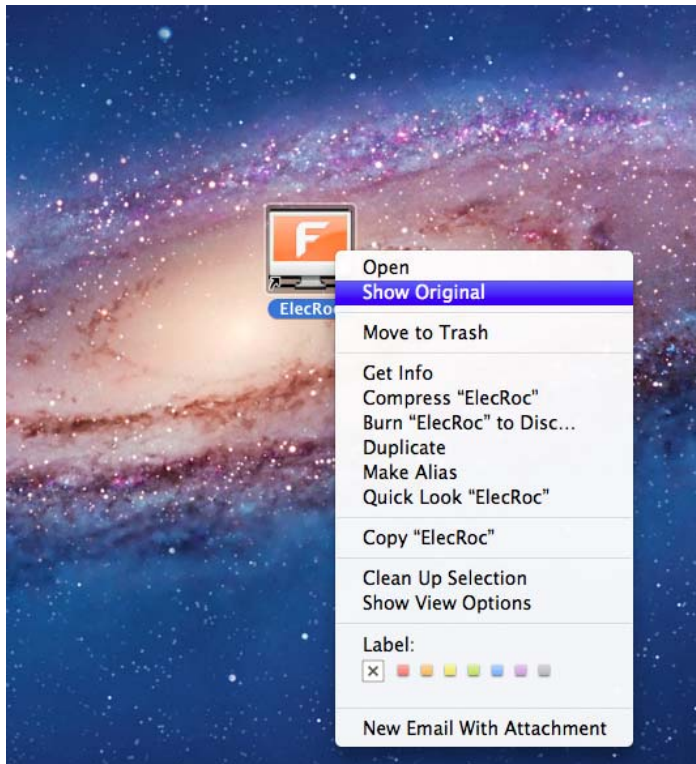 F
ElecRoc
Open
Show Original
Move to Trash
Get Info
Compress “ElecRoc”
Burn “ElecRoc” to Disc...
Duplicate
Make Alias
Quick Look “ElecRoc”
Copy “ElecRoc”
Clean Up Selection
Show View Options
Label:
New Email With Attachment